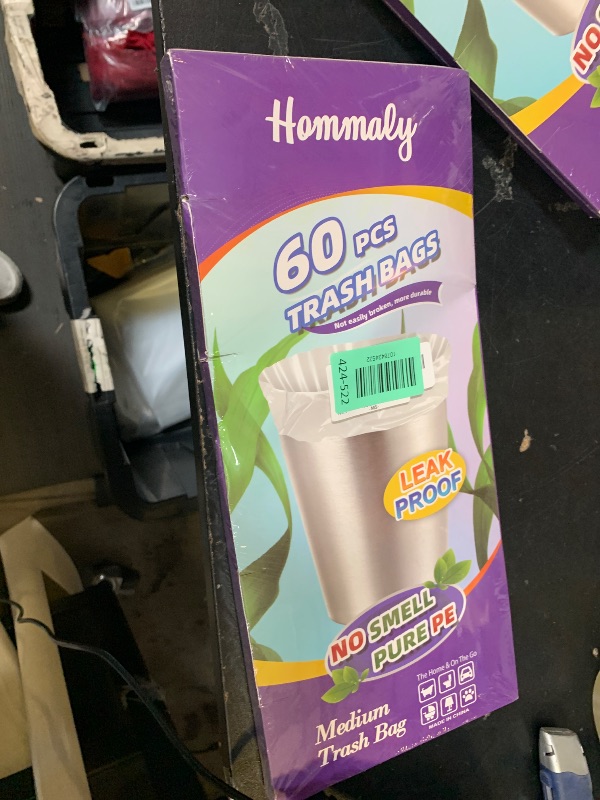 Hommaly
60 PCS
TRASH BAGS
Not easily broken, more durable
424-522
LEAK
PROOF
NO SMELL
PURE PE
The Home & On The Go
MADE IN CHINA
Medium
Trash Bag
NO